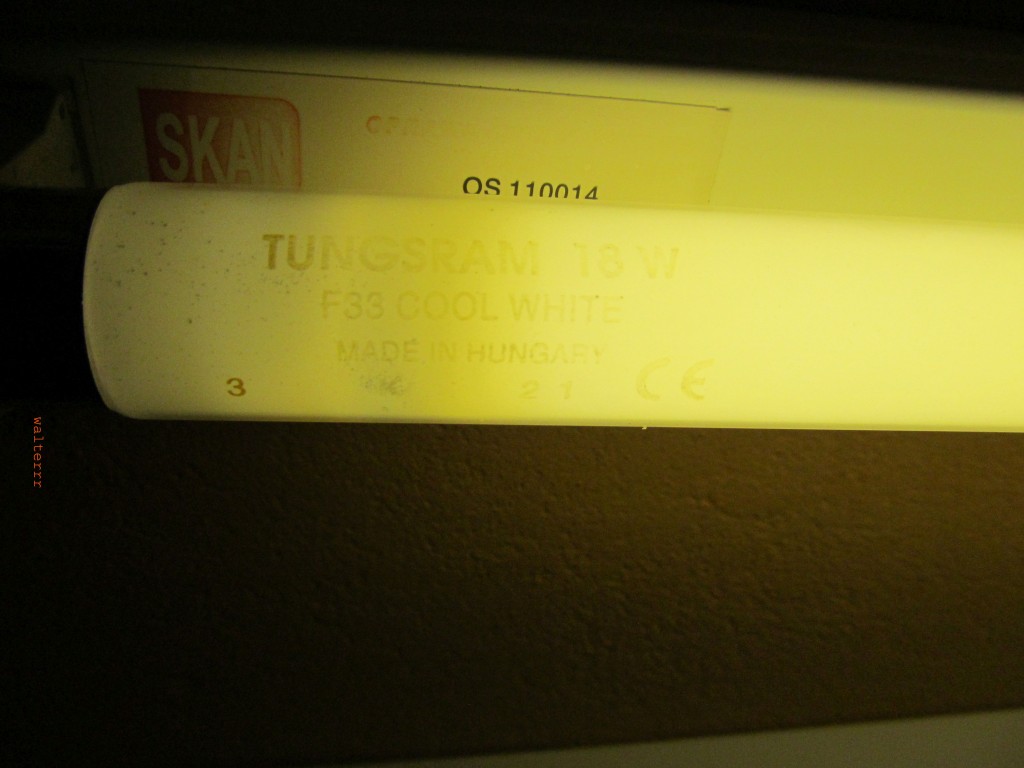 SKAN
OS 110014
TUNGSRAM 18 W
F33 COOL WHITE
MADE IN HUNGARY
3 2 1 CE
walterrr